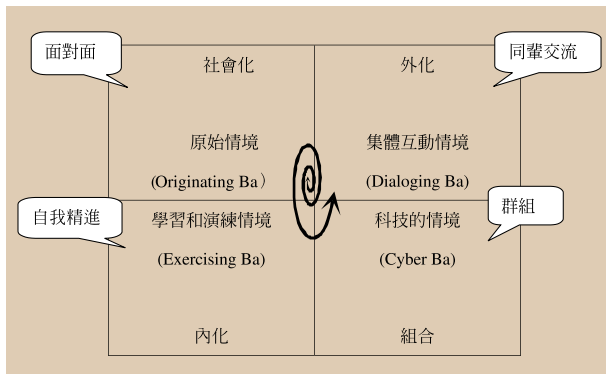 面對面
同輩交流
社會化
外化
原始情境
(Originating Ba)
集體互動情境
(Dialoging Ba)
自我精進
群組
學習和演練情境
(Exercising Ba)
科技的情境
(Cyber Ba)
內化
組合